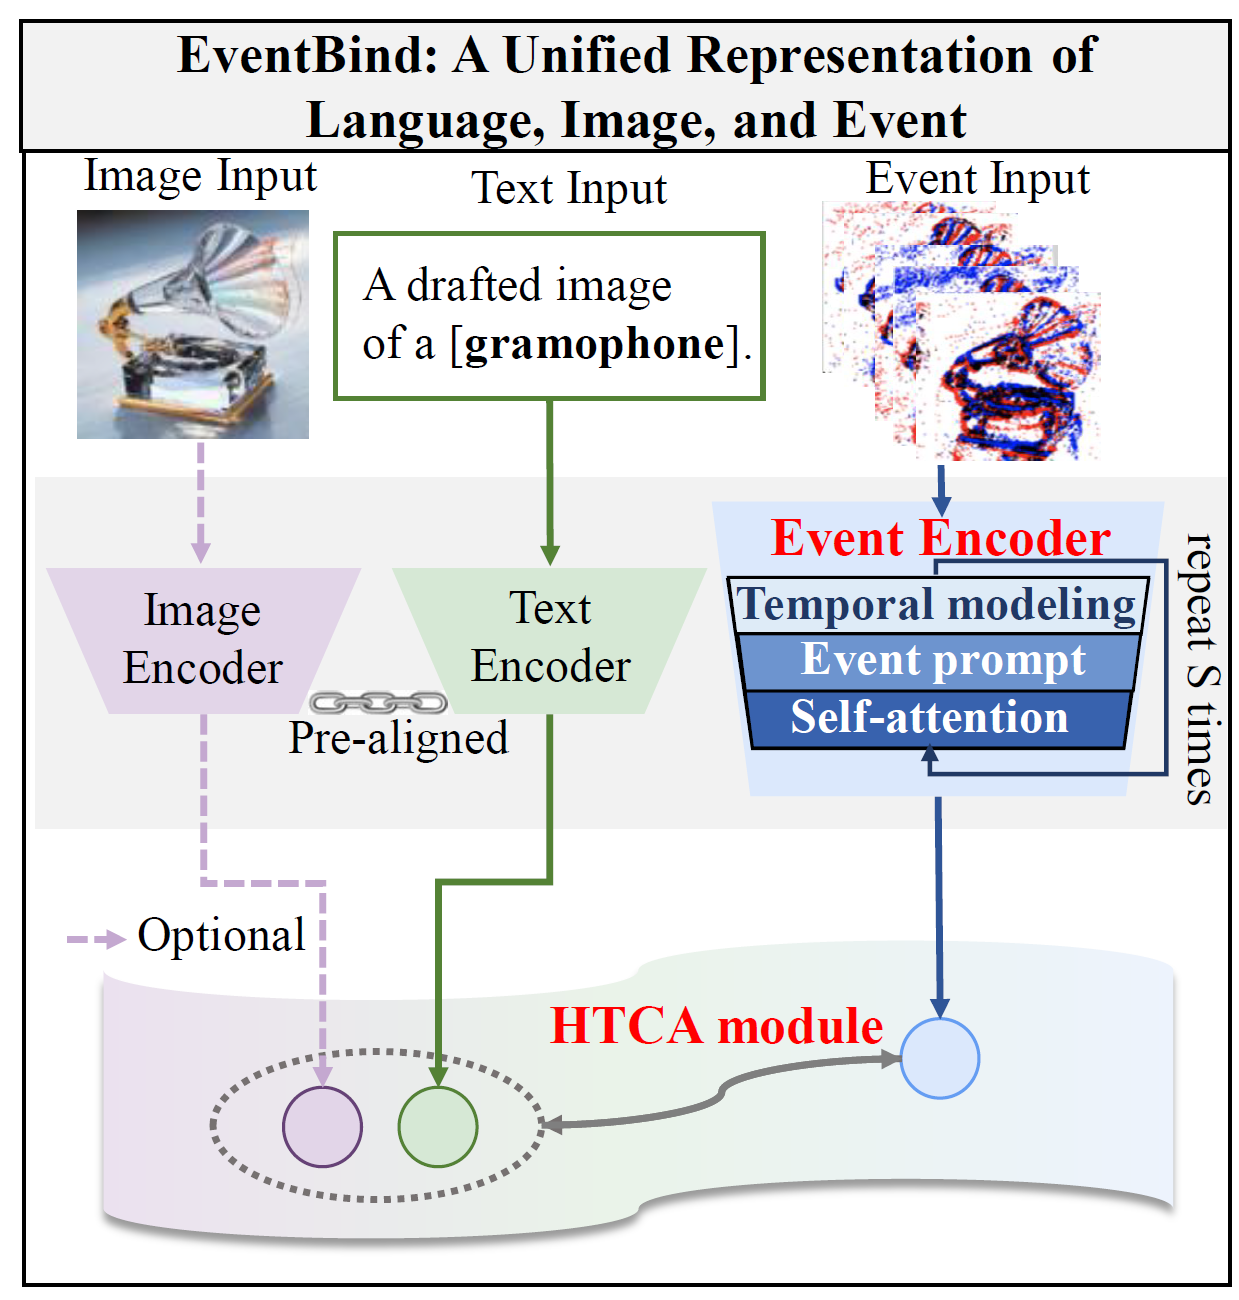 EventBind: A Unified Representation of
Language, Image, and Event
Image Input
Text Input
Event Input
A drafted image
of a [gramophone].
Event Encoder
Temporal modeling
Event prompt
Self-attention
repeat S times
Image
Encoder
Text
Encoder
Pre-aligned
Optional
HTCA module